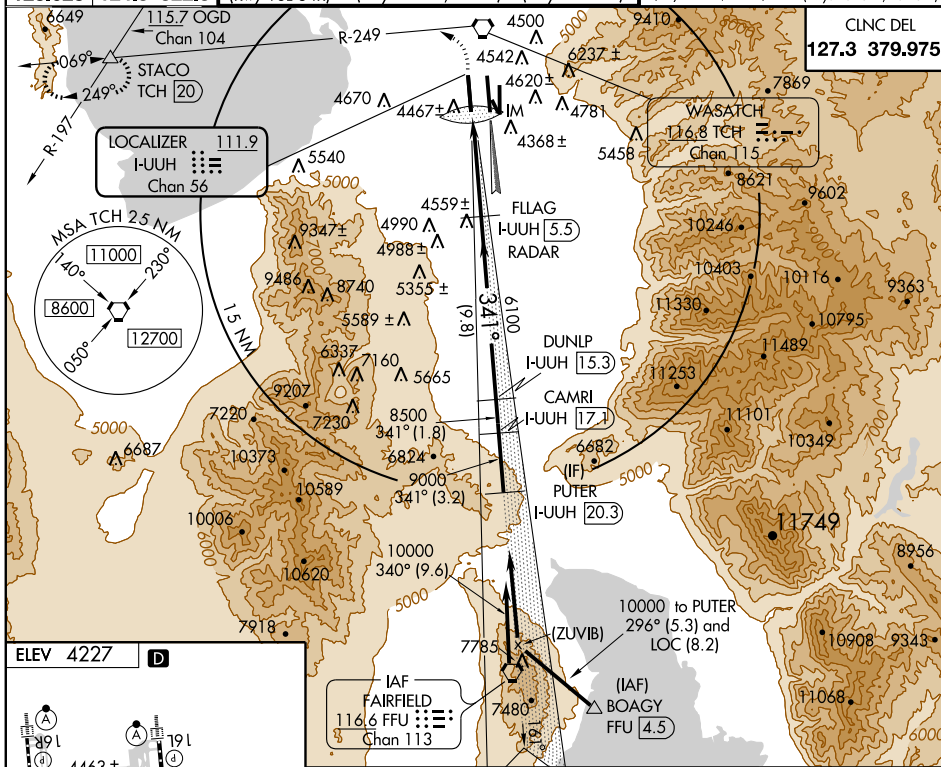 115.7 OGD
Chan 104
R-249
069°
249°
STACO
TCH 20
R-197
6649
LOCALIZER 111.9
I-UUH
Chan 56
4670
4467±
4500
4542
6237±
4620±
4781
IM
4368±
5458
9410
7869
CLNC DEL
127.3 379.975
WASATCH
116.8 TCH
Chan 115
5540
5000
MSA TCH 25 NM
11000
140°
230°
8600
12700
050°
15 NM
9347±
9486
8740
4559±
4990
4988±
5355±
5589±
6337
7160
5665
FLLAG
I-UUH 5.5
RADAR
341°
(9.8)
6100
DUNLP
I-UUH 15.3
CAMRI
I-UUH 17.1
8500
341° (1.8)
6824
9000
341° (3.2)
(IF)
PUTER
I-UUH 20.3
6682
5000
8621
9602
10246
10403
10116
9363
11330
10795
11489
11253
11101
10349
11749
8956
10908
9343
11068
6000
9207
7220
7230
5000
6687
10373
10589
10006
10620
7918
5000
10000
340° (9.6)
10000 to PUTER
296° (5.3) and
LOC (8.2)
7785
(ZUVIB)
7480
161°
IAF
FAIRFIELD
116.6 FFU
Chan 113
(IAF)
BOAGY
FFU 4.5
ELEV 4227
D
A
A
16R
16L
P
P
4463±